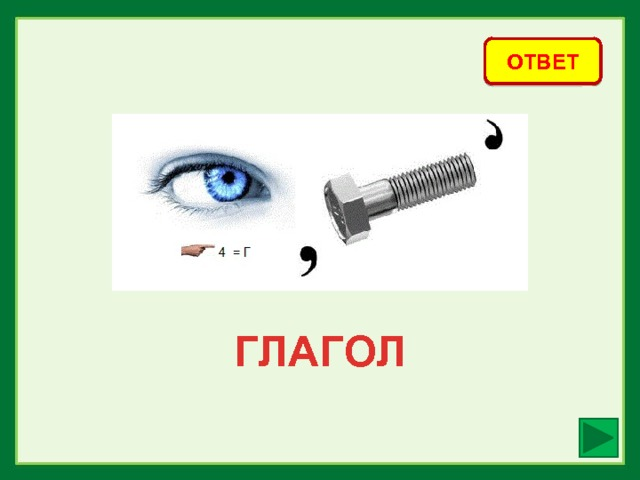 ОТВЕТ
,
4 = Г ,
ГЛАГОЛ